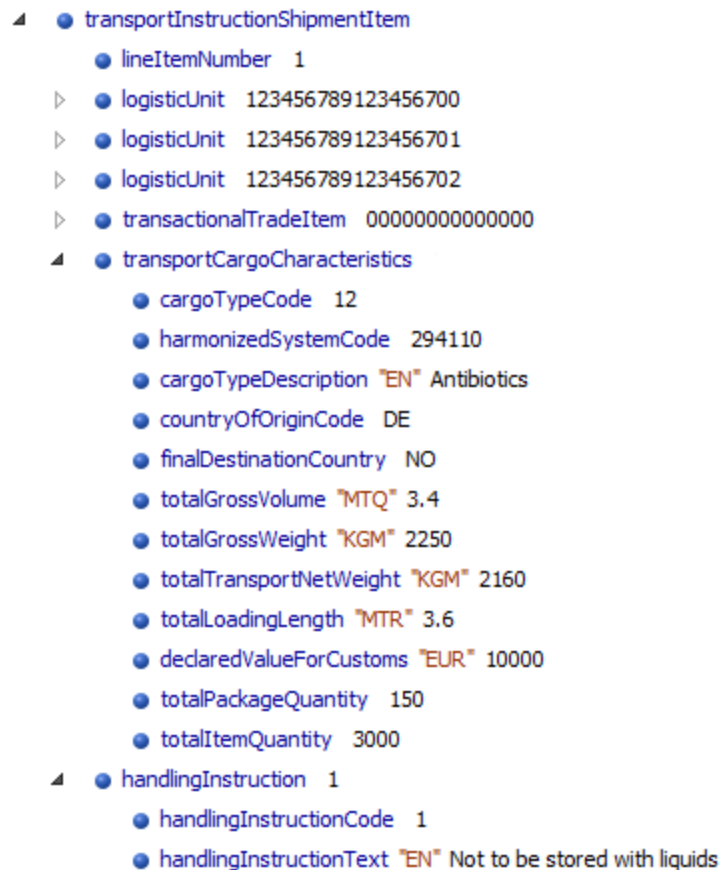 transportInstructionShipmentItem
lineItemNumber 1
logisticUnit 123456789123456700
logisticUnit 123456789123456701
logisticUnit 123456789123456702
transactionalTradeItem 00000000000000
transportCargoCharacteristics
cargoTypeCode 12
harmonizedSystemCode 294110
cargoTypeDescription "EN" Antibiotics
countryOfOriginCode DE
finalDestinationCountry NO
totalGrossVolume "MTQ" 3.4
totalGrossWeight "KGM" 2250
totalTransportNetWeight "KGM" 2160
totalLoadingLength "MTR" 3.6
declaredValueForCustoms "EUR" 10000
totalPackageQuantity 150
totalItemQuantity 3000
handlingInstruction 1
handlingInstructionCode 1
handlingInstructionText "EN" Not to be stored with liquids